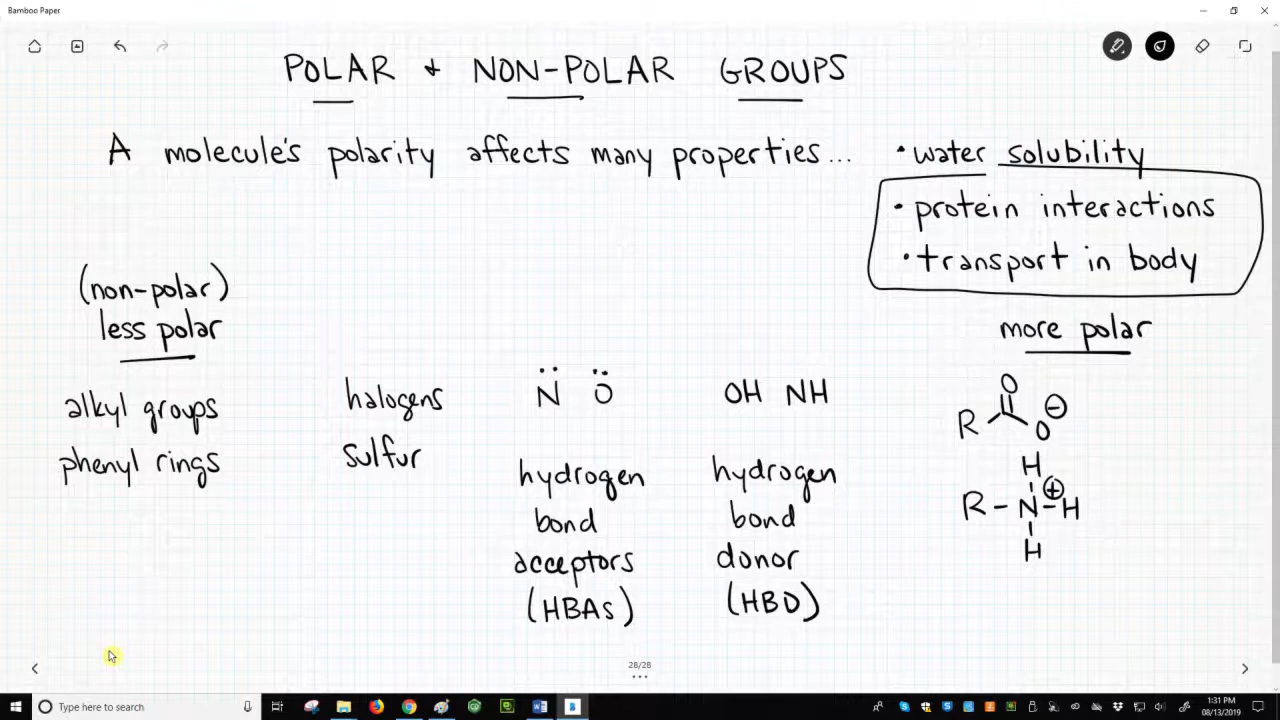 Bamboo Paper
POLAR + NON-POLAR GROUPS
A molecule's polarity affects many properties...
• water solubility
• protein interactions
• transport in body
(non-polar)
less polar
more polar
alkyl groups
phenyl rings
halogens
sulfur
N O
hydrogen
bond
acceptors
(HBAs)
OH NH
hydrogen
bond
donor
(HBD)
O
R O ⊖
H
R - N ⊕ - H
H
28/28
Type here to search
1:31 PM
08/13/2019